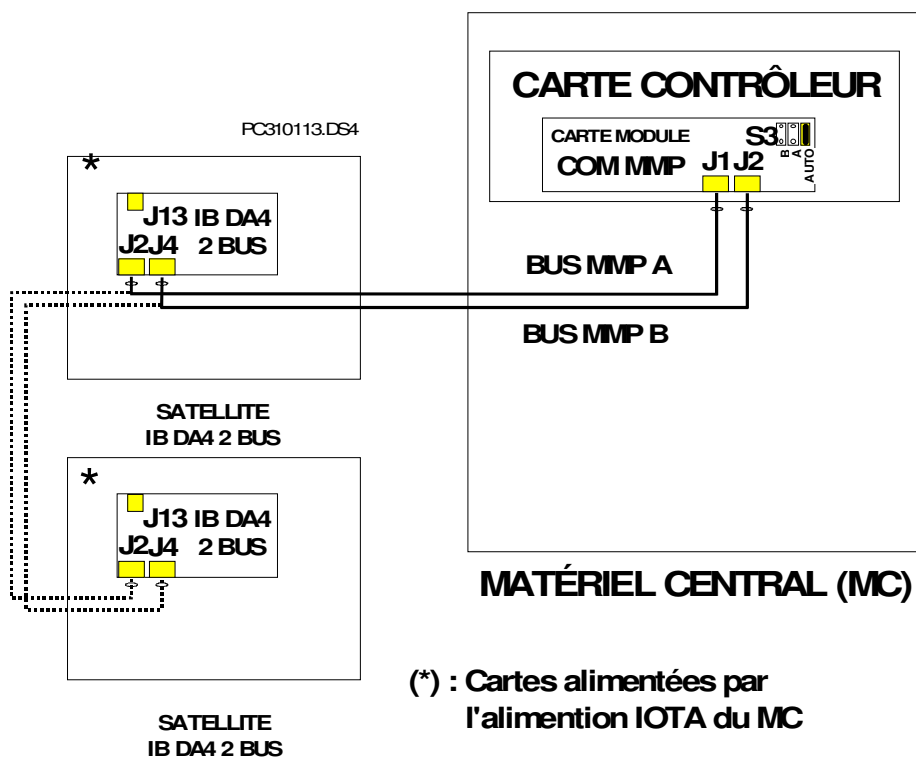 PC310113.DS4
CARTE CONTRÔLEUR
CARTE MODULE
COM MMP
S3
B
A
AUTO
J1 J2
*
J13 IB DA4
J2 J4 2 BUS
BUS MMP A
BUS MMP B
SATELLITE
IB DA4 2 BUS
*
J13 IB DA4
J2 J4 2 BUS
MATÉRIEL CENTRAL (MC)
SATELLITE
IB DA4 2 BUS
(*) : Cartes alimentées par
l'alimention IOTA du MC